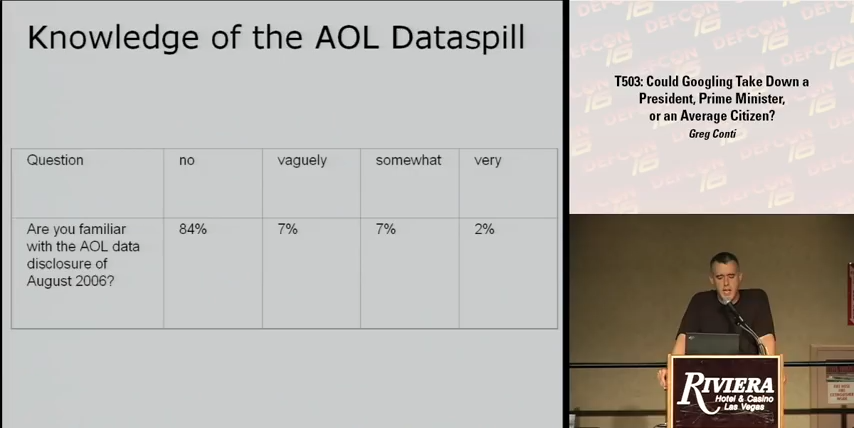 Knowledge of the AOL Dataspill
Question no vaguely somewhat very
Are you familiar 84% 7% 7% 2%
with the AOL data
disclosure of
August 2006?
T503: Could Googling Take Down a
President, Prime Minister,
or an Average Citizen?
Greg Conti
DEFCON
16
RIVIERA
Hotel & Casino
Las Vegas